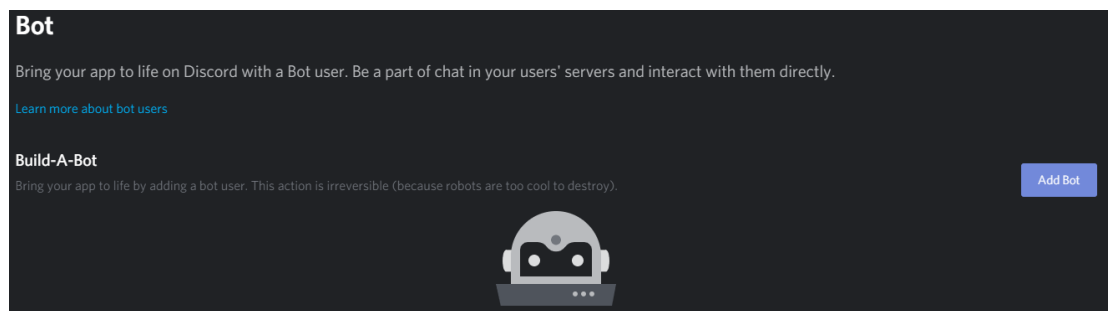 Bot
Bring your app to life on Discord with a Bot user. Be a part of chat in your users' servers and interact with them directly.
Learn more about bot users
Build-A-Bot
Bring your app to life by adding a bot user. This action is irreversible (because robots are too cool to destroy).
Add Bot